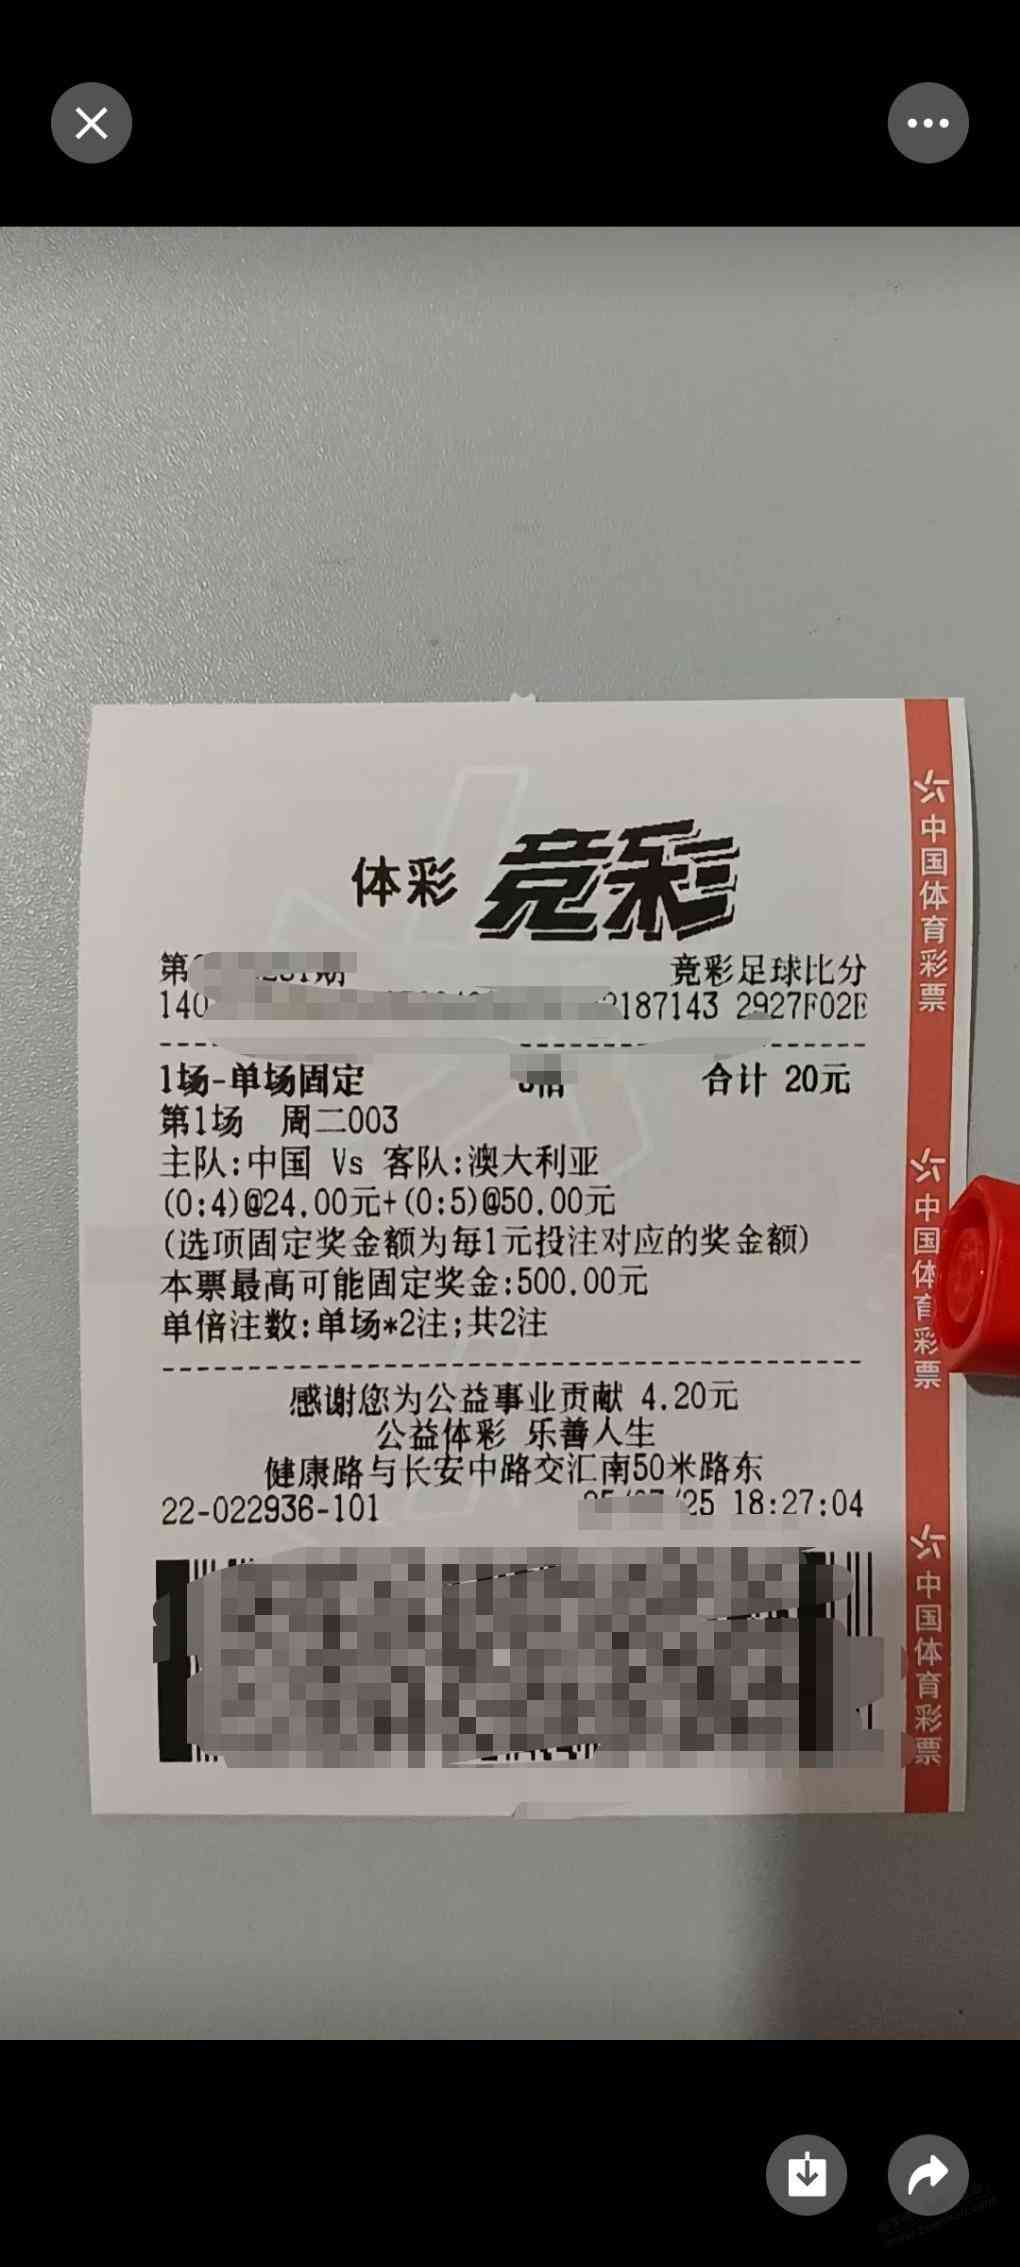 体彩 竞彩
第
竞彩足球比分
140
2187143 2927F02E
1场-单场固定 合计 20元
第1场 周二003
主队:中国 Vs 客队:澳大利亚
(0:4)@24.00元+(0:5)@50.00元
(选项固定奖金额为每1元投注对应的奖金额)
本票最高可能固定奖金:500.00元
单倍注数:单场*2注;共2注
感谢您为公益事业贡献 4.20元
公益体彩 乐善人生
健康路与长安中路交汇南50米路东
22-022936-101
25 18:27:04
中国体育彩票
中国体育彩票
中国体育彩票